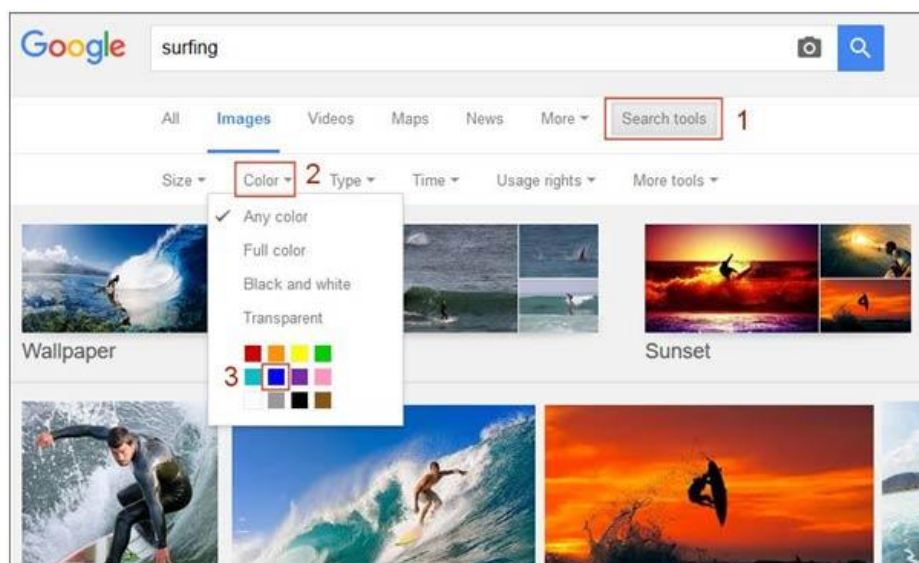 Google surfing
All Images Videos Maps News More Search tools 1
Size Color 2 Type Time Usage rights More tools
Any color
Full color
Black and white
Transparent
Wallpaper Sunset
3